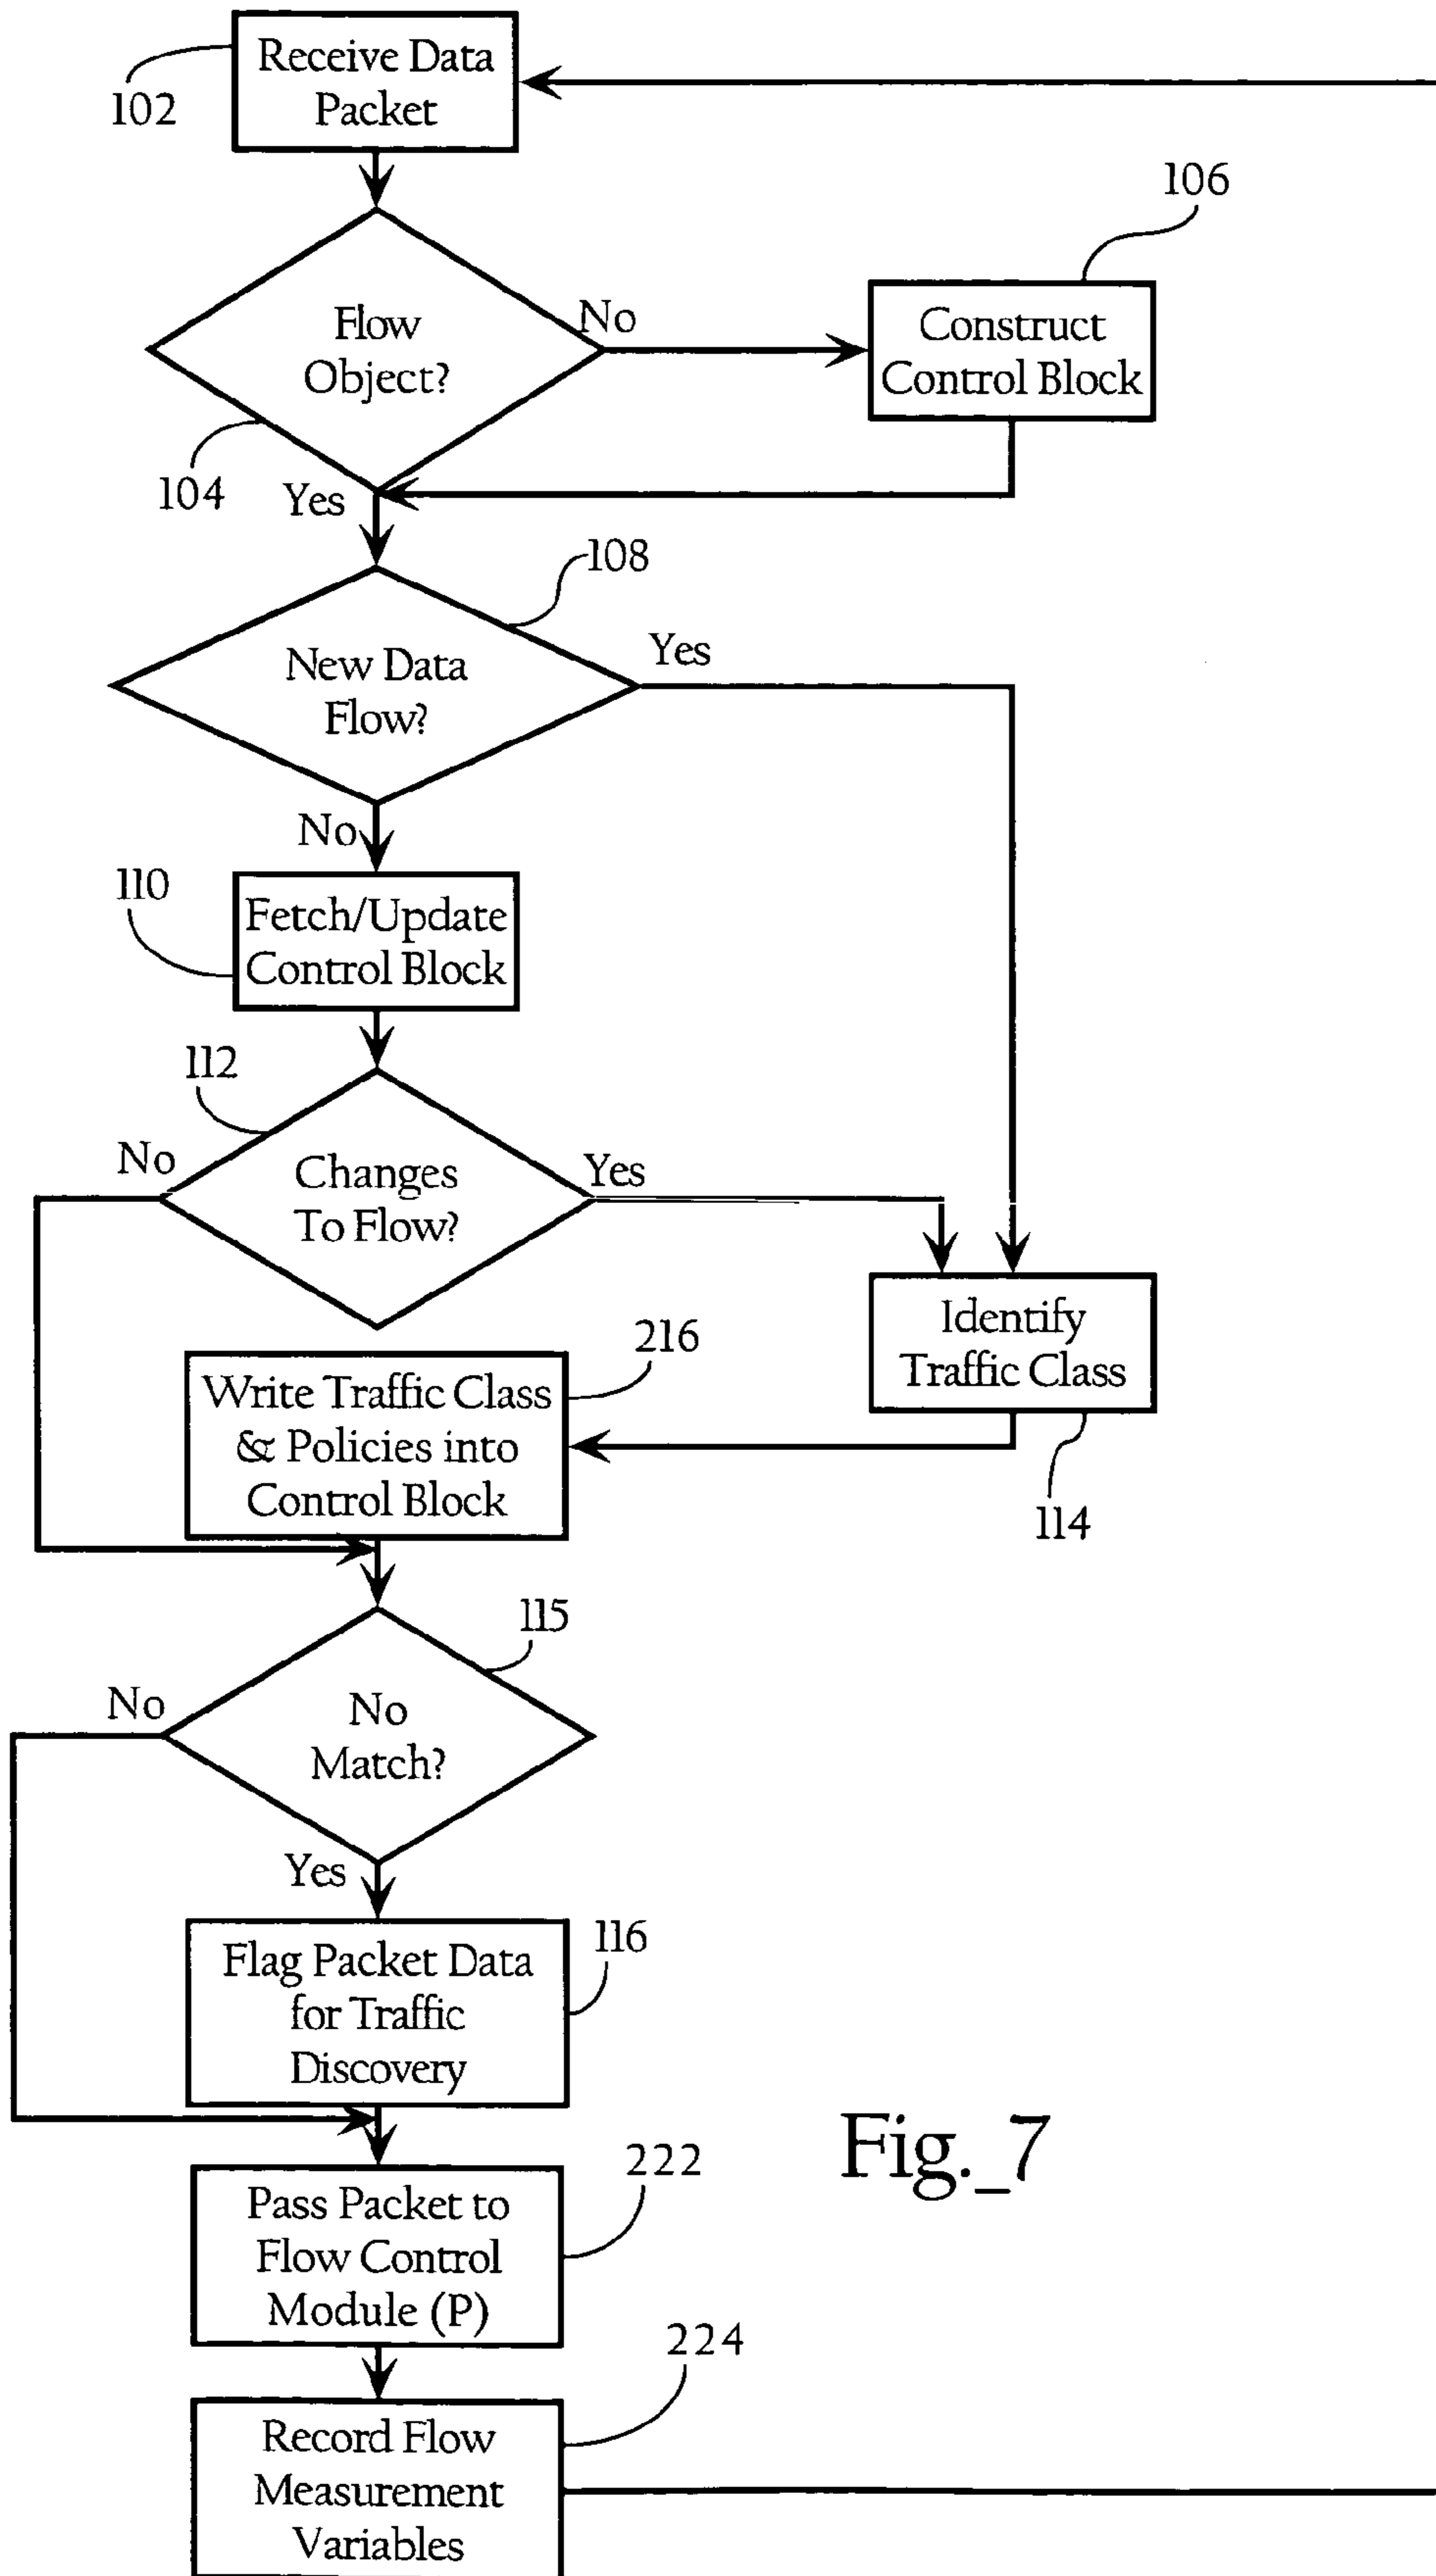 Receive Data
Packet
102
106
Flow
Object?
No
Construct
Control Block
104
Yes
108
New Data
Flow?
Yes
No
110
Fetch/Update
Control Block
112
No
Changes
To Flow?
Yes
Identify
Traffic Class
216
Write Traffic Class
& Policies into
Control Block
114
115
No
No
Match?
Yes
116
Flag Packet Data
for Traffic
Discovery
Fig._7
222
Pass Packet to
Flow Control
Module (P)
224
Record Flow
Measurement
Variables